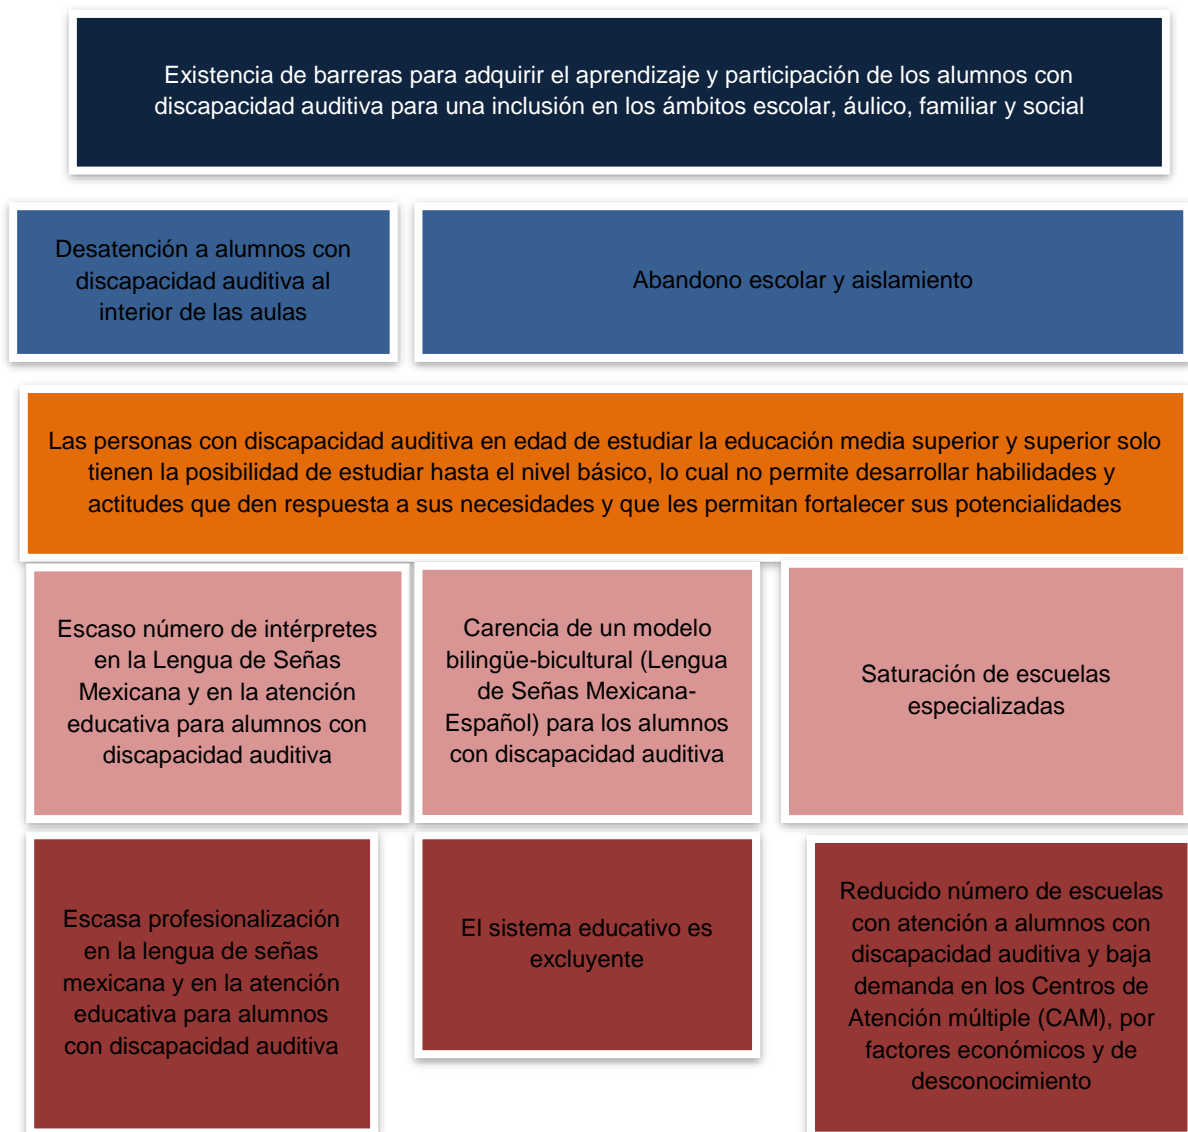 Existencia de barreras para adquirir el aprendizaje y participación de los alumnos con
discapacidad auditiva para una inclusión en los ámbitos escolar, áulico, familiar y social
Desatención a alumnos con
discapacidad auditiva al
interior de las aulas
Abandono escolar y aislamiento
Las personas con discapacidad auditiva en edad de estudiar la educación media superior y superior solo
tienen la posibilidad de estudiar hasta el nivel básico, lo cual no permite desarrollar habilidades y
actitudes que den respuesta a sus necesidades y que les permitan fortalecer sus potencialidades
Escaso número de intérpretes
en la Lengua de Señas
Mexicana y en la atención
educativa para alumnos con
discapacidad auditiva
Carencia de un modelo
bilingüe-bicultural (Lengua
de Señas Mexicana-
Español) para los alumnos
con discapacidad auditiva
Saturación de escuelas
especializadas
Escasa profesionalización
en la lengua de señas
mexicana y en la atención
educativa para alumnos
con discapacidad auditiva
El sistema educativo es
excluyente
Reducido número de escuelas
con atención a alumnos con
discapacidad auditiva y baja
demanda en los Centros de
Atención múltiple (CAM), por
factores económicos y de
desconocimiento